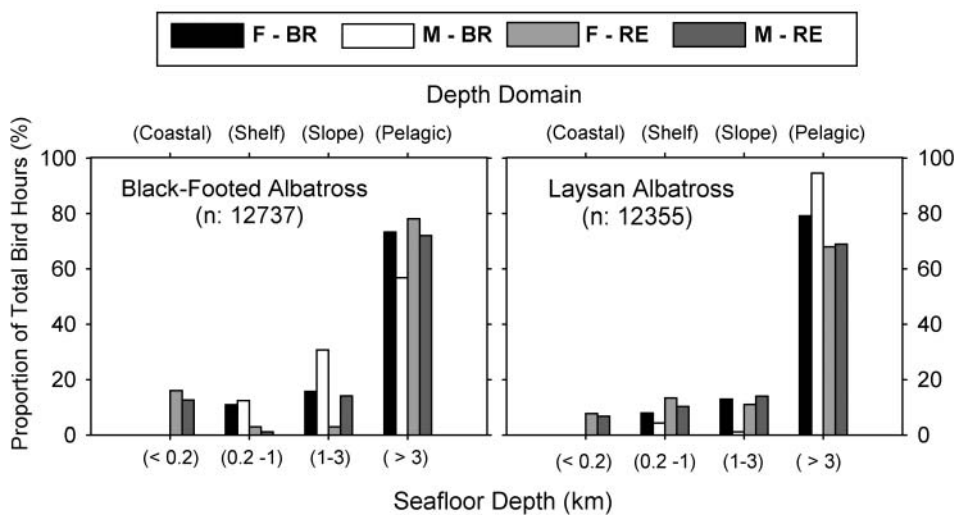 F - BR M - BR F - RE M - RE
Depth Domain
(Coastal) (Shelf) (Slope) (Pelagic) (Coastal) (Shelf) (Slope) (Pelagic)
100 100
Black-Footed Albatross Laysan Albatross
(n: 12737) (n: 12355)
80 80
60 60
40 40
20 20
0 0
Proportion of Total Bird Hours (%)
(< 0.2) (0.2 -1) (1-3) ( > 3) (< 0.2) (0.2 -1) (1-3) ( > 3)
Seafloor Depth (km)